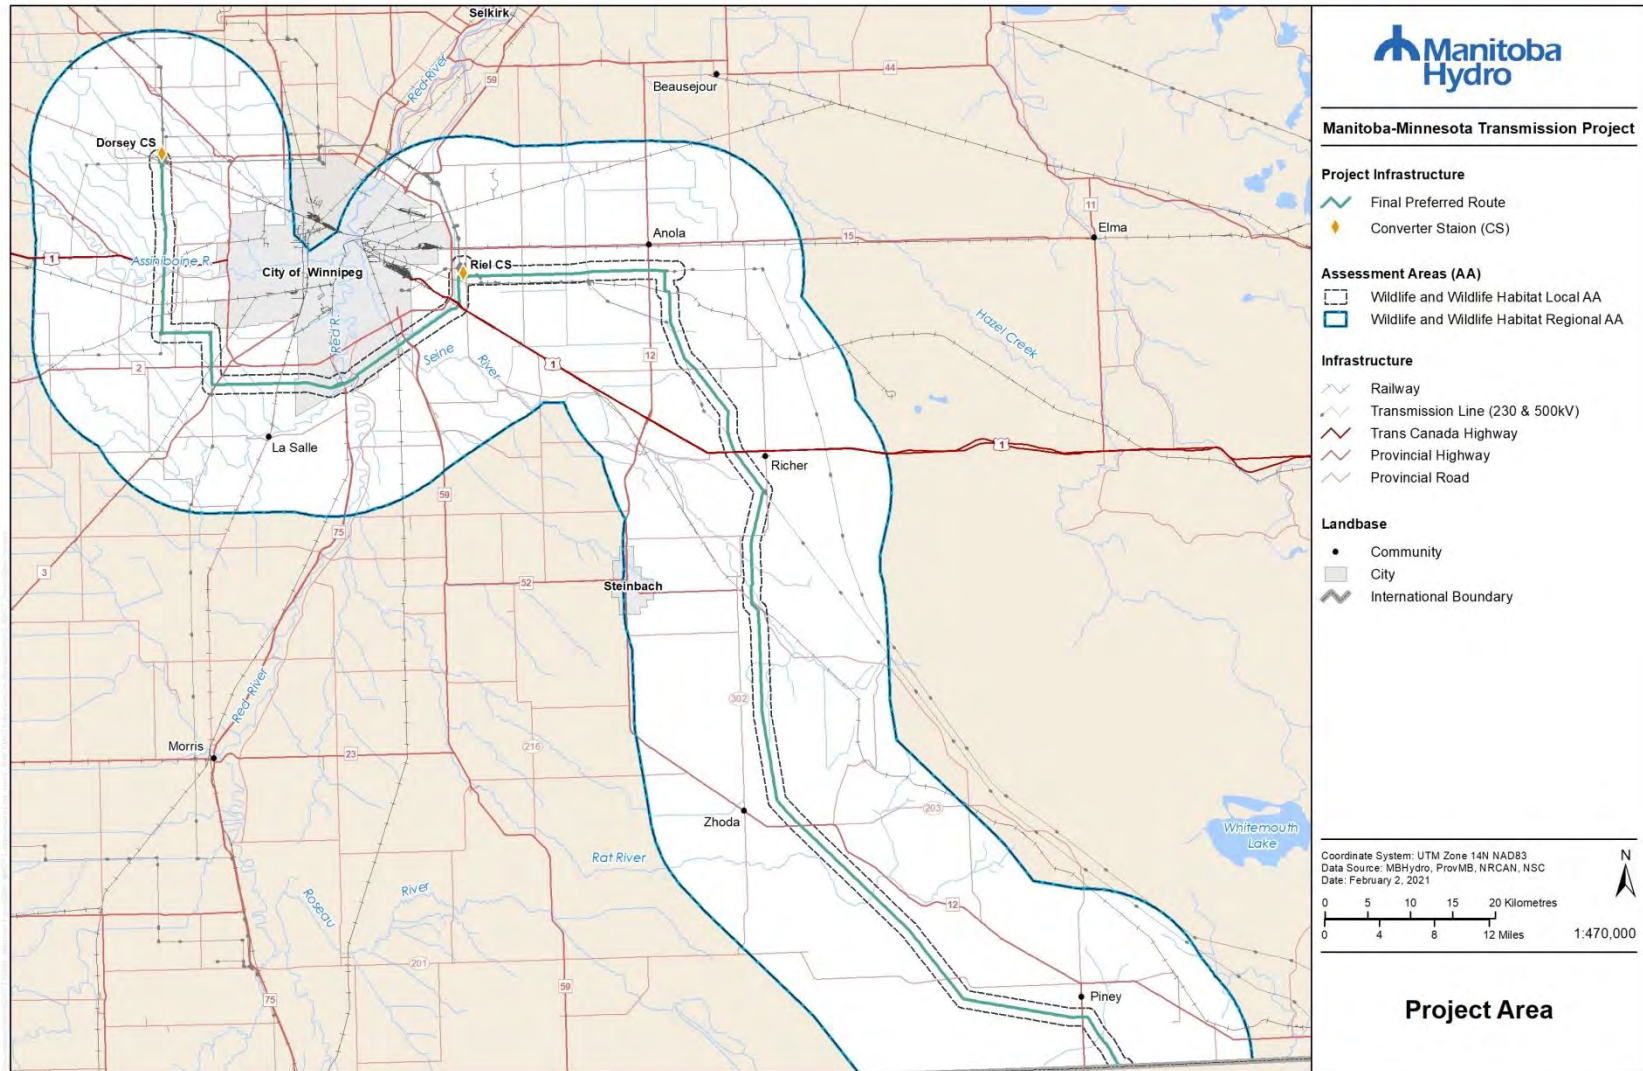 Selkirk
Red River
59
44
Beausejour
Dorsey CS
11
Elma
Anola
15
1
Assiniboine R.
City of Winnipeg
Riel CS
Red R.
Hazel Creek
Seine
River
12
1
2
1
La Salle
Richer
59
75
3
52
Steinbach
302
Red River
Morris
23
216
203
Zhoda
Whitemouth
Lake
Rat River
River
Roseau
12
201
59
75
Piney
Manitoba
Hydro
Manitoba-Minnesota Transmission Project
Project Infrastructure
Final Preferred Route
Converter Staion (CS)
Assessment Areas (AA)
Wildlife and Wildlife Habitat Local AA
Wildlife and Wildlife Habitat Regional AA
Infrastructure
Railway
Transmission Line (230 & 500kV)
Trans Canada Highway
Provincial Highway
Provincial Road
Landbase
Community
City
International Boundary
Coordinate System: UTM Zone 14N NAD83
Data Source: MBHydro, ProvMB, NRCAN, NSC
Date: February 2, 2021
N
0 5 10 15 20 Kilometres
0 4 8 12 Miles
1:470,000
Project Area